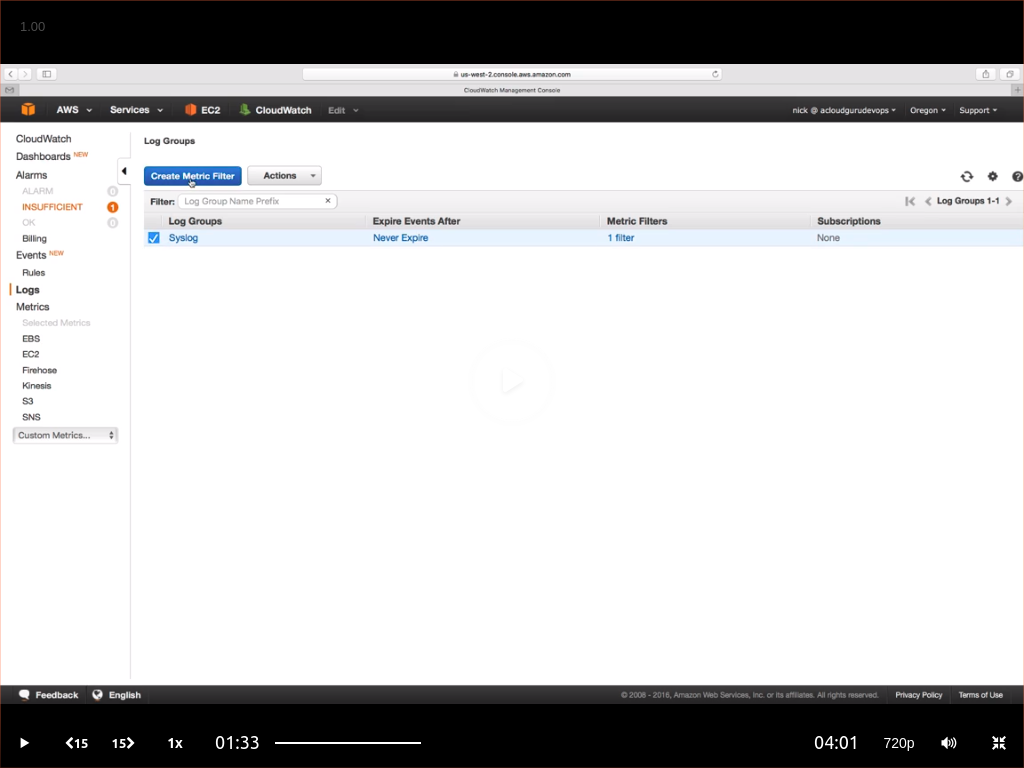 1.00
us-west-2.console.aws.amazon.com
CloudWatch Management Console
AWS Services EC2 CloudWatch Edit nick @ acloudgurudevops Oregon Support
CloudWatch
Dashboards NEW
Alarms
ALARM 0
INSUFFICIENT 1
OK 0
Billing
Events NEW
Rules
Logs
Metrics
Selected Metrics
EBS
EC2
Firehose
Kinesis
S3
SNS
Custom Metrics...
Log Groups
Create Metric Filter Actions
Filter: Log Group Name Prefix × Log Groups 1-1
Log Groups Expire Events After Metric Filters Subscriptions
Syslog Never Expire 1 filter None
Feedback English © 2008 - 2016, Amazon Web Services, Inc. or its affiliates. All rights reserved. Privacy Policy Terms of Use
15 15 1x 01:33 04:01 720p